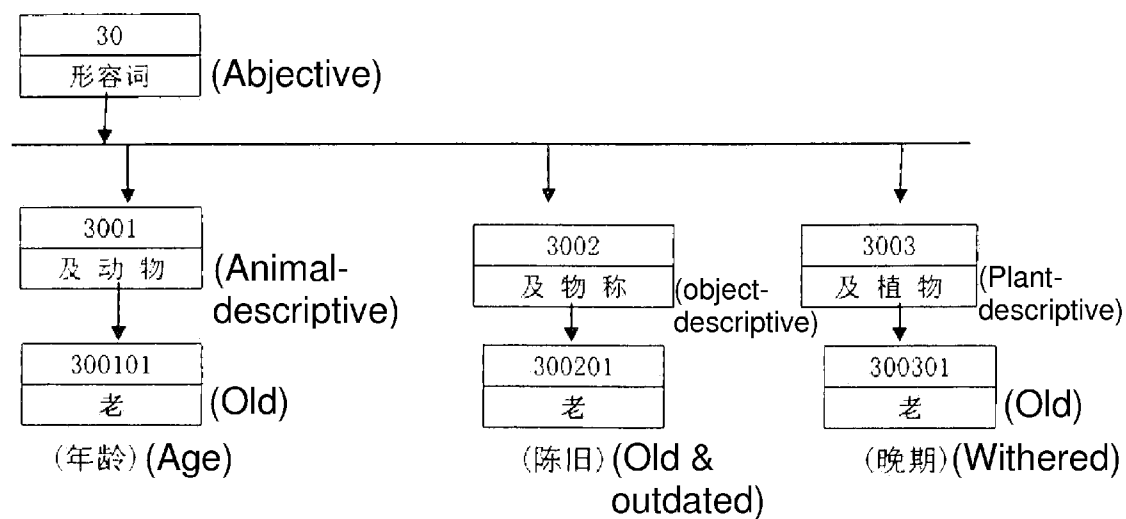 30
形容词 (Abjective)
3001
及动物 (Animal-
descriptive)
3002
及物称 (object-
descriptive)
3003
及植物 (Plant-
descriptive)
300101
老 (Old)
(年龄) (Age)
300201
老
(陈旧) (Old &
outdated)
300301
老 (Old)
(晚期) (Withered)